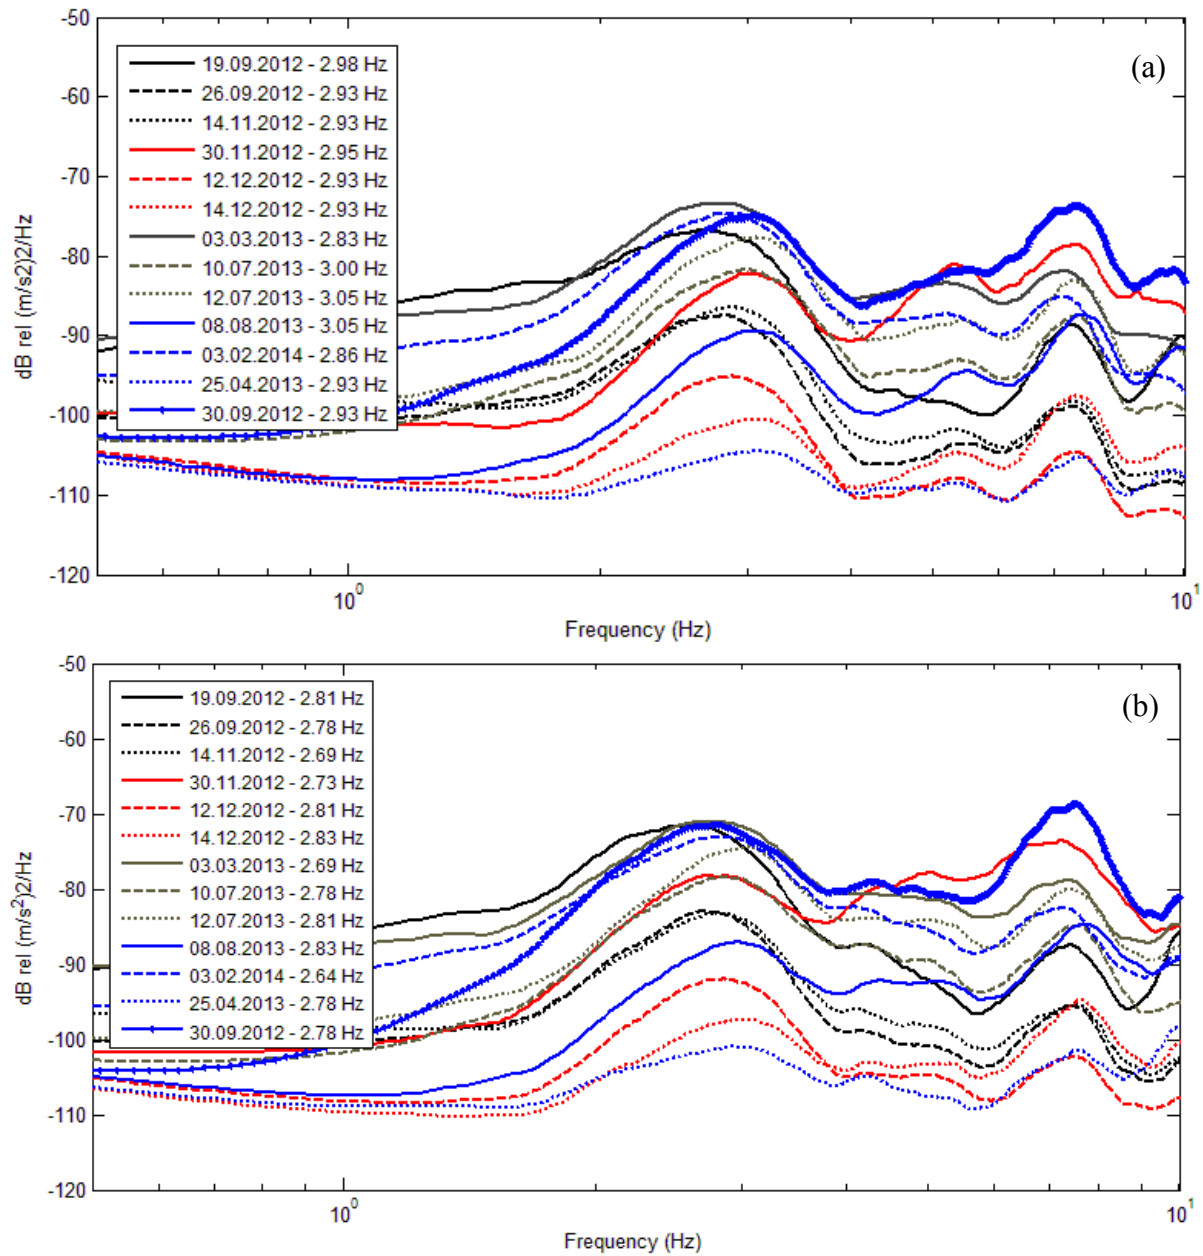 -50
(a)
19.09.2012 - 2.98 Hz
26.09.2012 - 2.93 Hz
14.11.2012 - 2.93 Hz
30.11.2012 - 2.95 Hz
12.12.2012 - 2.93 Hz
14.12.2012 - 2.93 Hz
03.03.2013 - 2.83 Hz
10.07.2013 - 3.00 Hz
12.07.2013 - 3.05 Hz
08.08.2013 - 3.05 Hz
03.02.2014 - 2.86 Hz
25.04.2013 - 2.93 Hz
30.09.2012 - 2.93 Hz
-60
-70
-80
-90
-100
-110
-120
dB rel (m/s2)2/Hz
10^0
10^1
Frequency (Hz)
-50
(b)
19.09.2012 - 2.81 Hz
26.09.2012 - 2.78 Hz
14.11.2012 - 2.69 Hz
30.11.2012 - 2.73 Hz
12.12.2012 - 2.81 Hz
14.12.2012 - 2.83 Hz
03.03.2013 - 2.69 Hz
10.07.2013 - 2.78 Hz
12.07.2013 - 2.81 Hz
08.08.2013 - 2.83 Hz
03.02.2014 - 2.64 Hz
25.04.2013 - 2.78 Hz
30.09.2012 - 2.78 Hz
-60
-70
-80
-90
-100
-110
-120
dB rel (m/s²)2/Hz
10^0
10^1
Frequency (Hz)